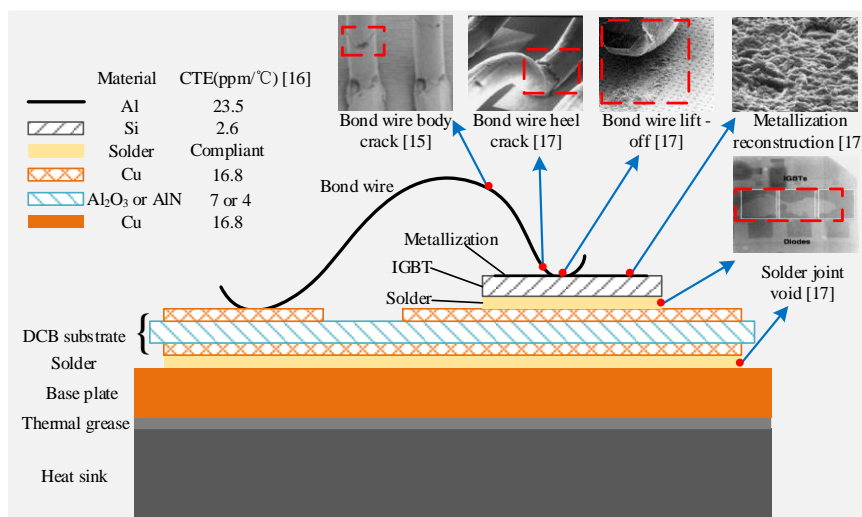 Material CTE(ppm/℃) [16]
Al 23.5
Si 2.6
Solder Compliant
Cu 16.8
Al₂O₃ or AlN 7 or 4
Cu 16.8
Bond wire body
crack [15]
Bond wire heel
crack [17]
Bond wire lift -
off [17]
Metallization
reconstruction [17
IGBTs
Diodes
Solder joint
void [17]
Bond wire
Metallization
IGBT
Solder
DCB substrate
Solder
Base plate
Thermal grease
Heat sink